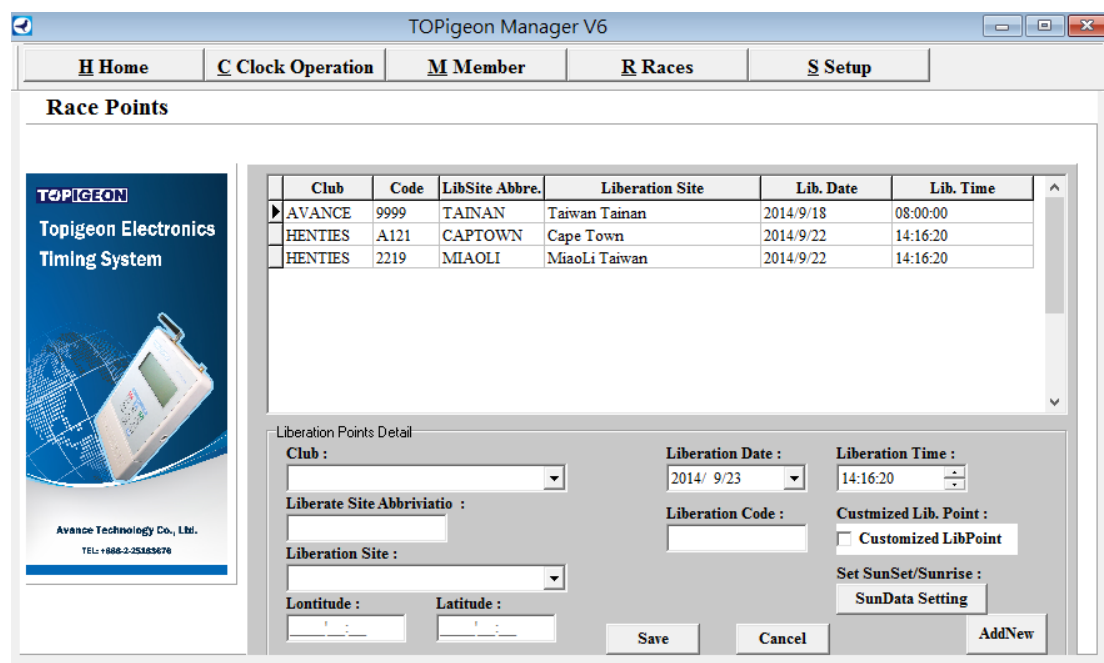 TOPigeon Manager V6
H Home C Clock Operation M Member R Races S Setup
Race Points
TOPIGEON
Topigeon Electronics
Timing System
Avance Technology Co., Ltd.
Club Code LibSite Abbre. Liberation Site Lib. Date Lib. Time
AVANCE 9999 TAINAN Taiwan Tainan 2014/9/18 08:00:00
HENTIES A121 CAPTOWN Cape Town 2014/9/22 14:16:20
HENTIES 2219 MIAOLI MiaoLi Taiwan 2014/9/22 14:16:20
Liberation Points Detail
Club : Liberation Date : Liberation Time :
2014/ 9/23 14:16:20
Liberate Site Abbriviatio : Liberation Code : Custmized Lib. Point :
Customized LibPoint
Liberation Site :
Set SunSet/Sunrise :
SunData Setting
Lontitude : Latitude :
Save Cancel AddNew